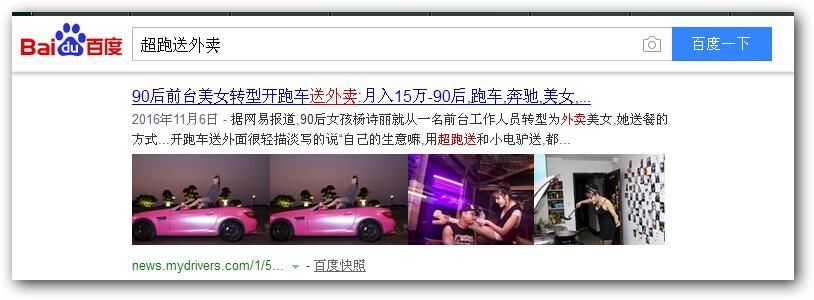 Bai du 百度
超跑送外卖
百度一下
90后前台美女转型开跑车送外卖:月入15万-90后,跑车,奔驰,美女,...
2016年11月6日 - 据网易报道,90后女孩杨诗丽就从一名前台工作人员转型为外卖美女,她送餐的
方式...开跑车送外面很轻描淡写的说“自己的生意嘛,用超跑送和小电驴送,都...
news.mydrivers.com/1/5... - 百度快照